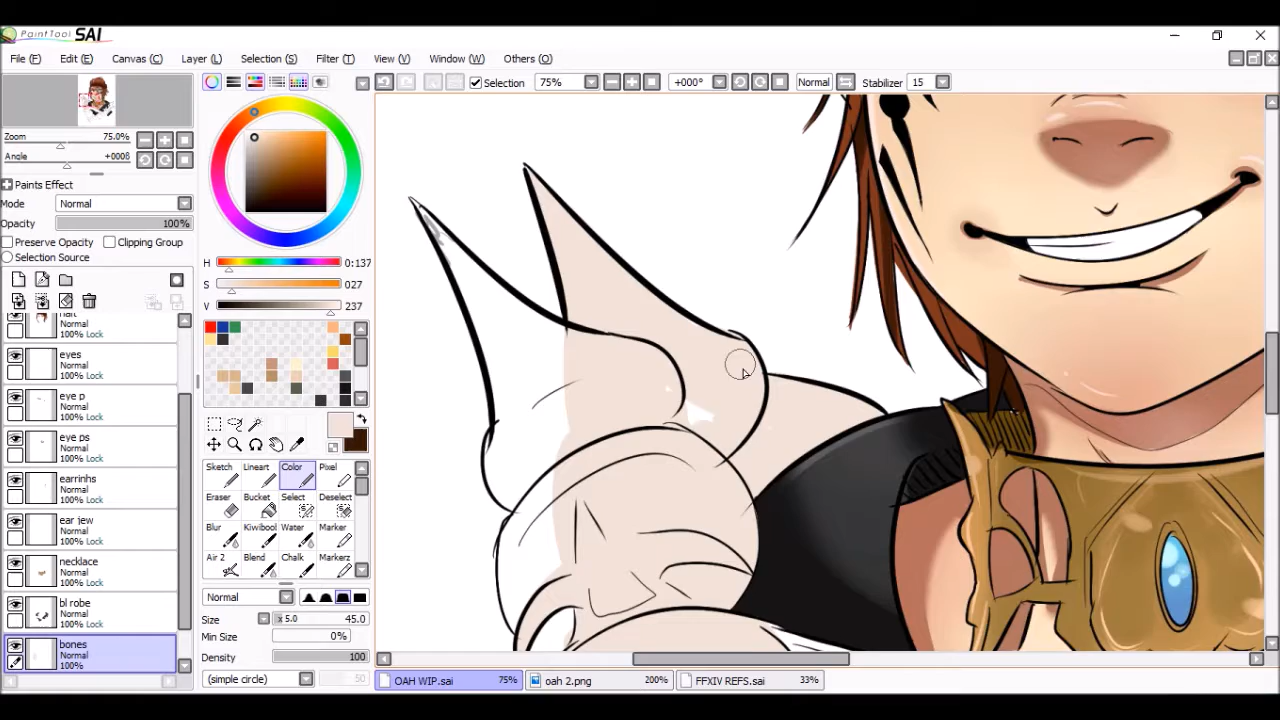 PaintTool SAI
File (F) Edit (E) Canvas (C) Layer (L) Selection (S) Filter (T) View (V) Window (W) Others (O)
Selection 75% +000° Normal Stabilizer 15
Zoom 75.0%
Angle +000ß
Paints Effect
Mode Normal
Opacity 100%
Preserve Opacity Clipping Group
Selection Source
H 0:137
S 027
V 237
Normal
100% Lock
eyes
Normal
100% Lock
eye p
Normal
100% Lock
eye ps
Normal
100% Lock
earrinhs
Normal
100% Lock
ear jew
Normal
100% Lock
necklace
Normal
100% Lock
bl robe
Normal
100% Lock
bones
Normal
100%
Sketch Lineart Color Pixel
Eraser Bucket Select Deselect
Blur Kiwibool Water Marker
Air 2 Blend Chalk Markerz
Normal
Size x 5.0 45.0
Min Size 0%
Density 100
(simple circle) 50
OAH WIP.sai 75% oah 2.png 200% FFXIV REFS.sai 33%